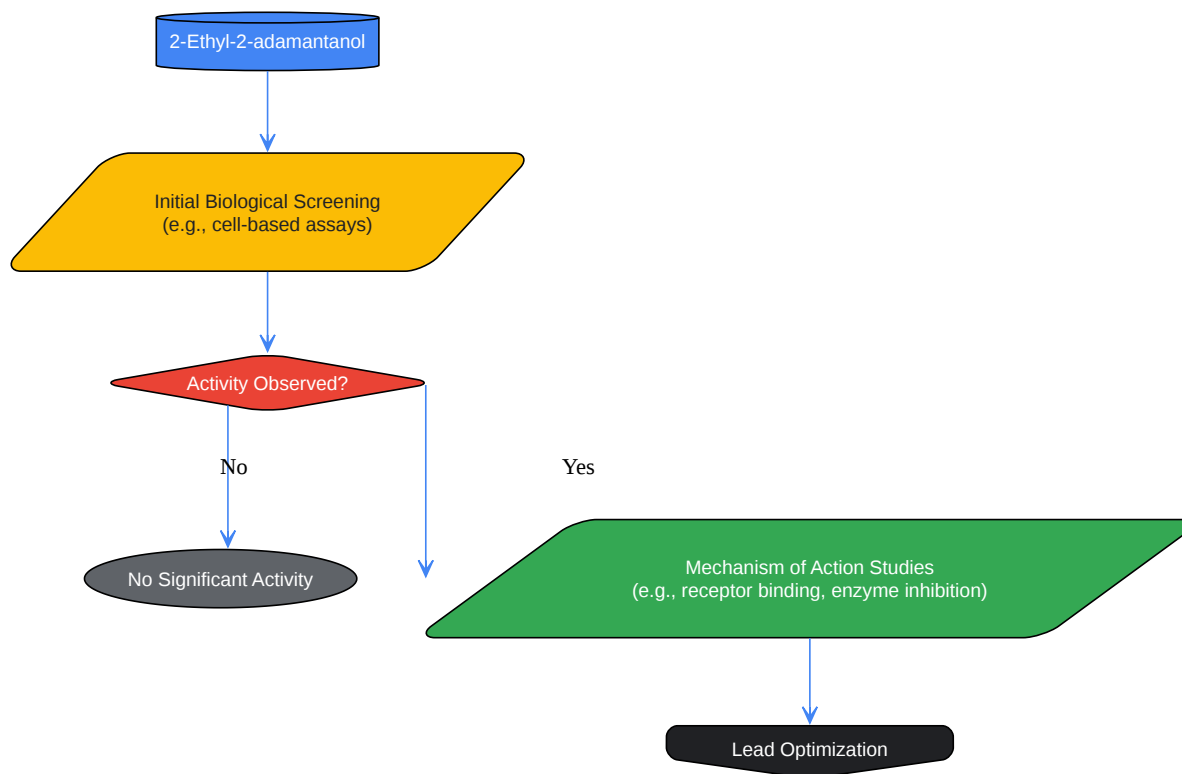 2-Ethyl-2-adamantanol
Initial Biological Screening
(e.g., cell-based assays)
Activity Observed?
No
Yes
No Significant Activity
Mechanism of Action Studies
(e.g., receptor binding, enzyme inhibition)
Lead Optimization